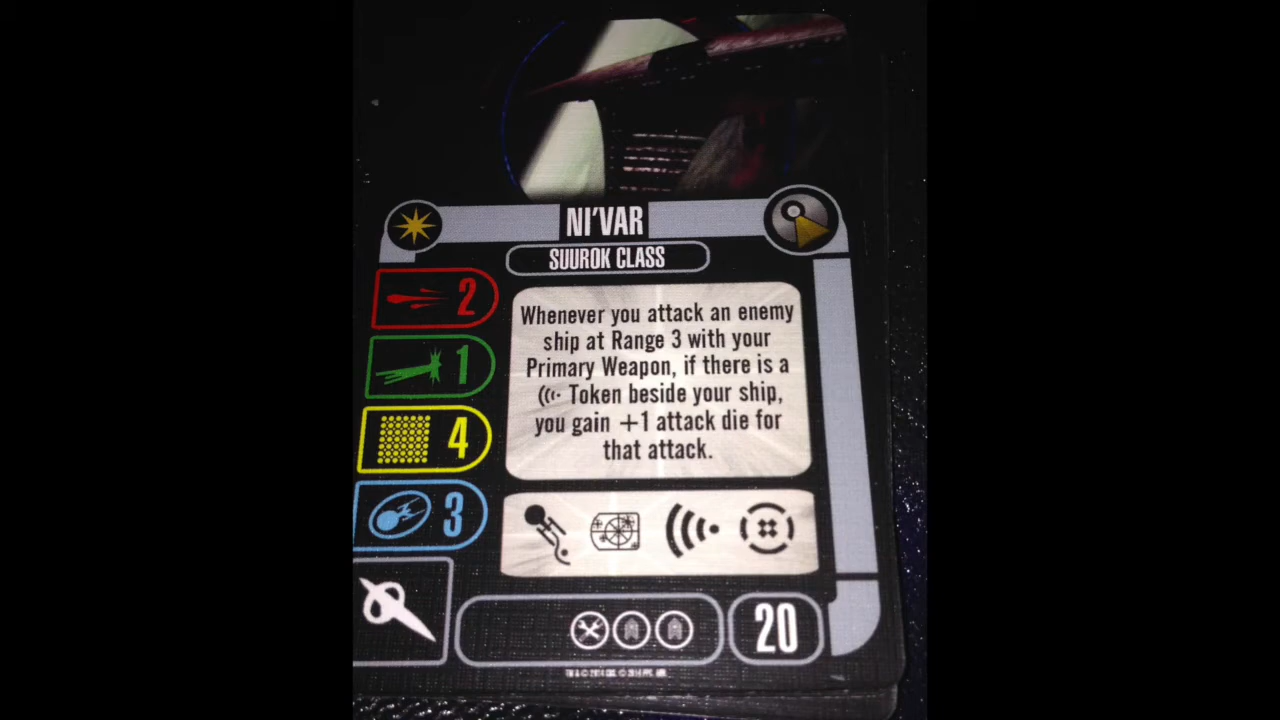 NI'VAR
SUUROK CLASS
2
Whenever you attack an enemy
ship at Range 3 with your
Primary Weapon, if there is a
Token beside your ship,
you gain +1 attack die for
that attack.
1
4
3
20